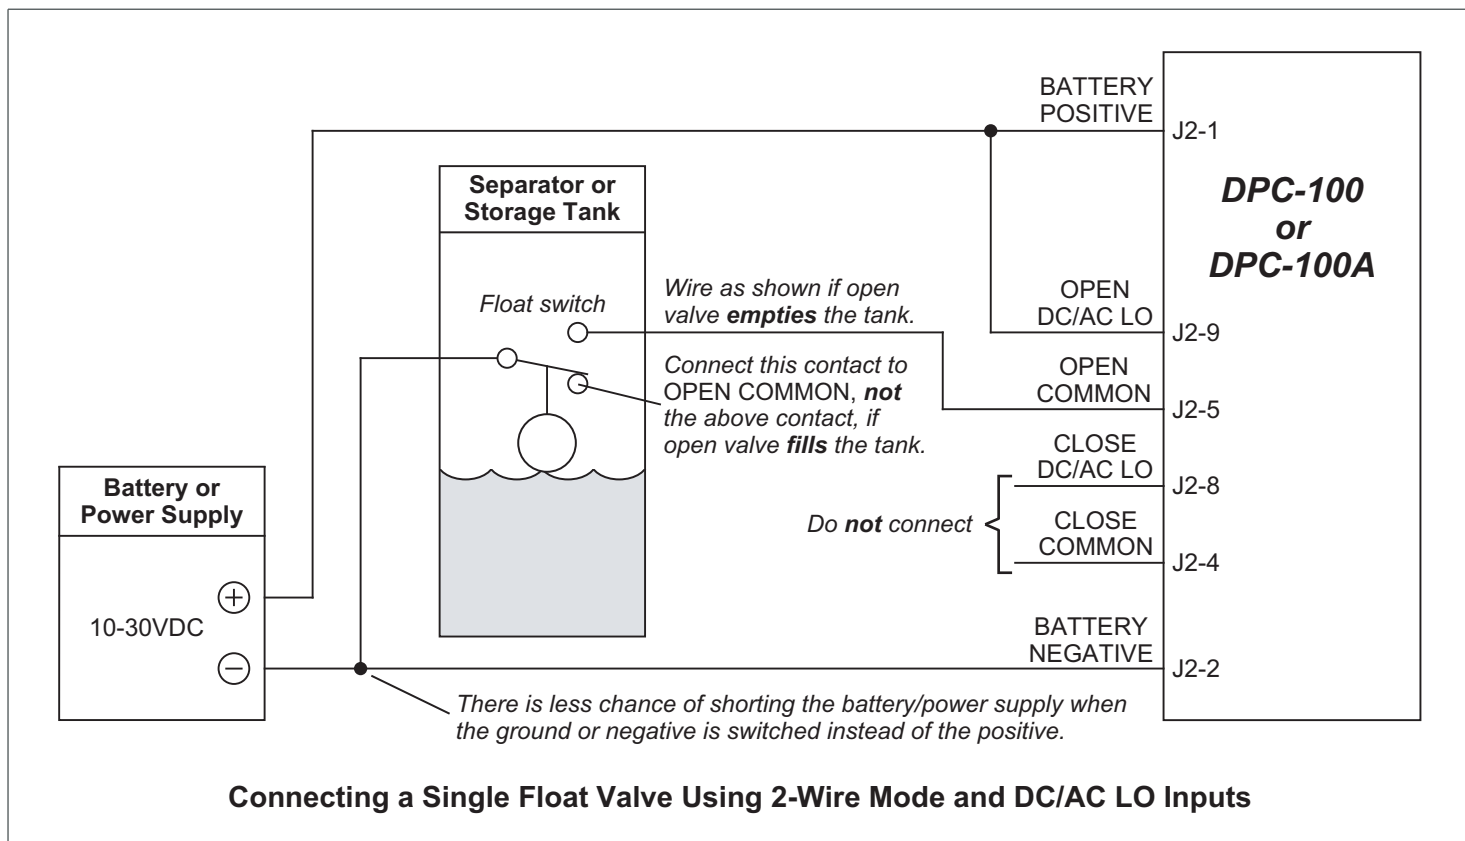 BATTERY
POSITIVE
J2-1
DPC-100
or
DPC-100A
Separator or
Storage Tank
Float switch
Wire as shown if open
valve empties the tank.
OPEN
DC/AC LO
J2-9
Connect this contact to
OPEN COMMON, not
the above contact, if
open valve fills the tank.
OPEN
COMMON
J2-5
CLOSE
DC/AC LO
J2-8
Do not connect
CLOSE
COMMON
J2-4
Battery or
Power Supply
+
10-30VDC
−
BATTERY
NEGATIVE
J2-2
There is less chance of shorting the battery/power supply when
the ground or negative is switched instead of the positive.
Connecting a Single Float Valve Using 2-Wire Mode and DC/AC LO Inputs